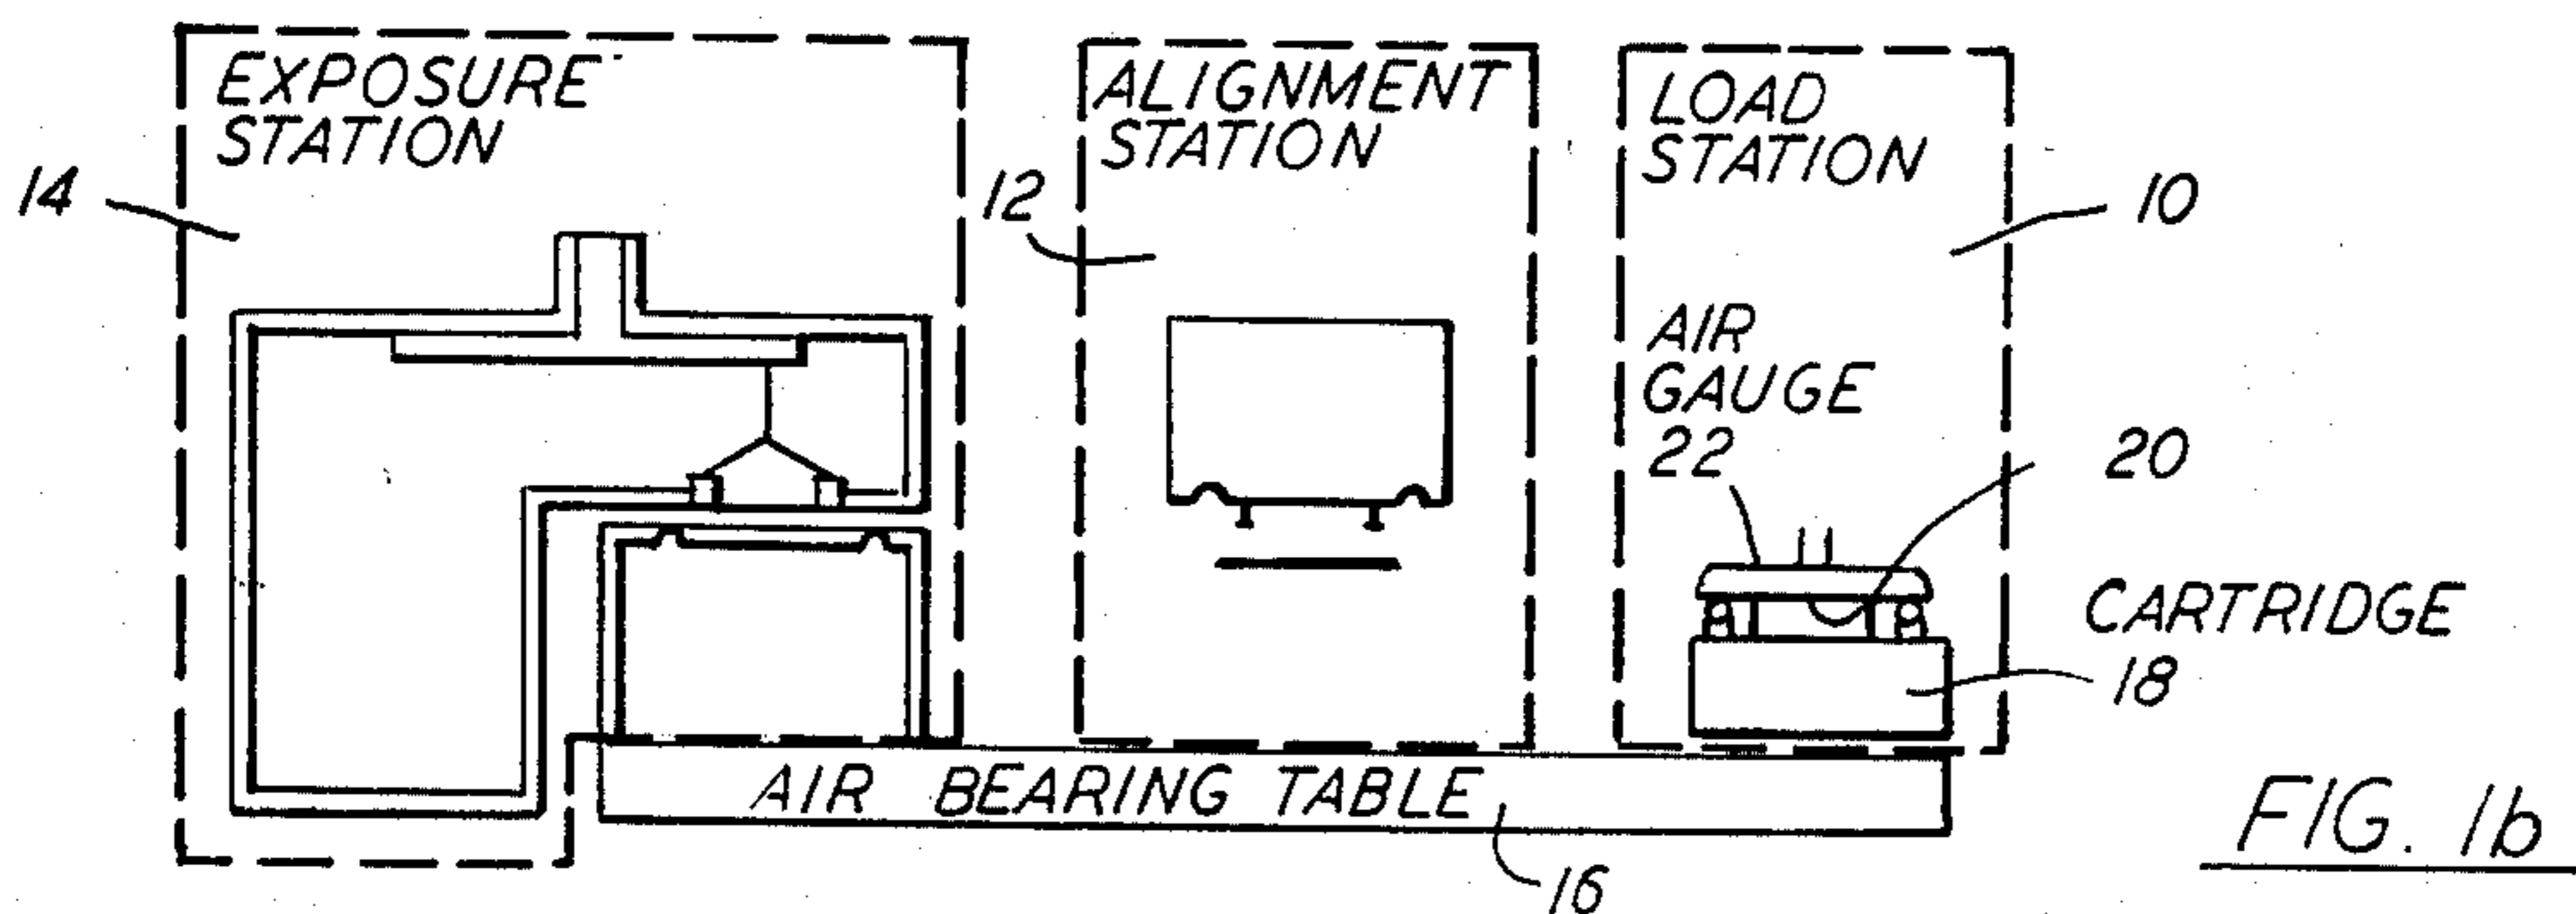 EXPOSURE
STATION
14
ALIGNMENT
STATION
12
LOAD
STATION
10
AIR
GAUGE
22
20
CARTRIDGE
18
AIR BEARING TABLE
16
FIG. 1b